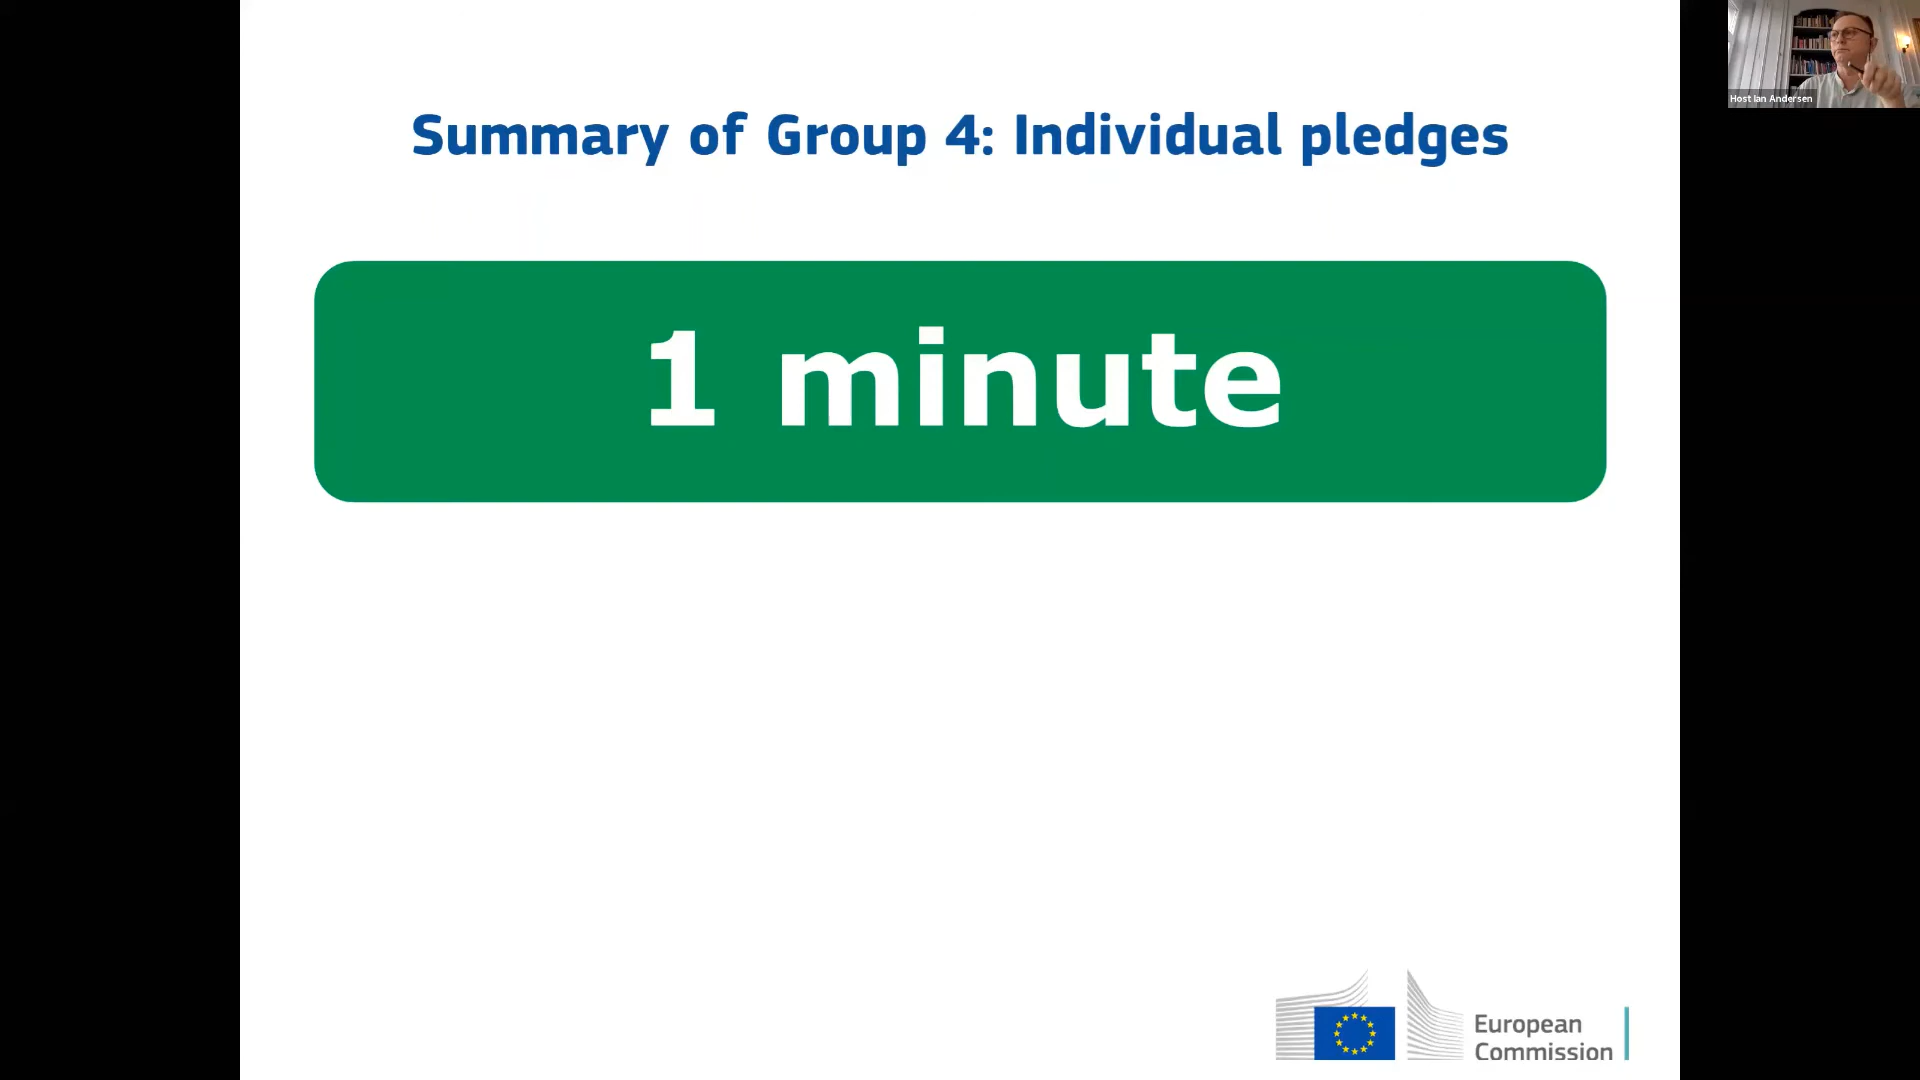 Host Ian Andersen
Summary of Group 4: Individual pledges
1 minute
European
Commission